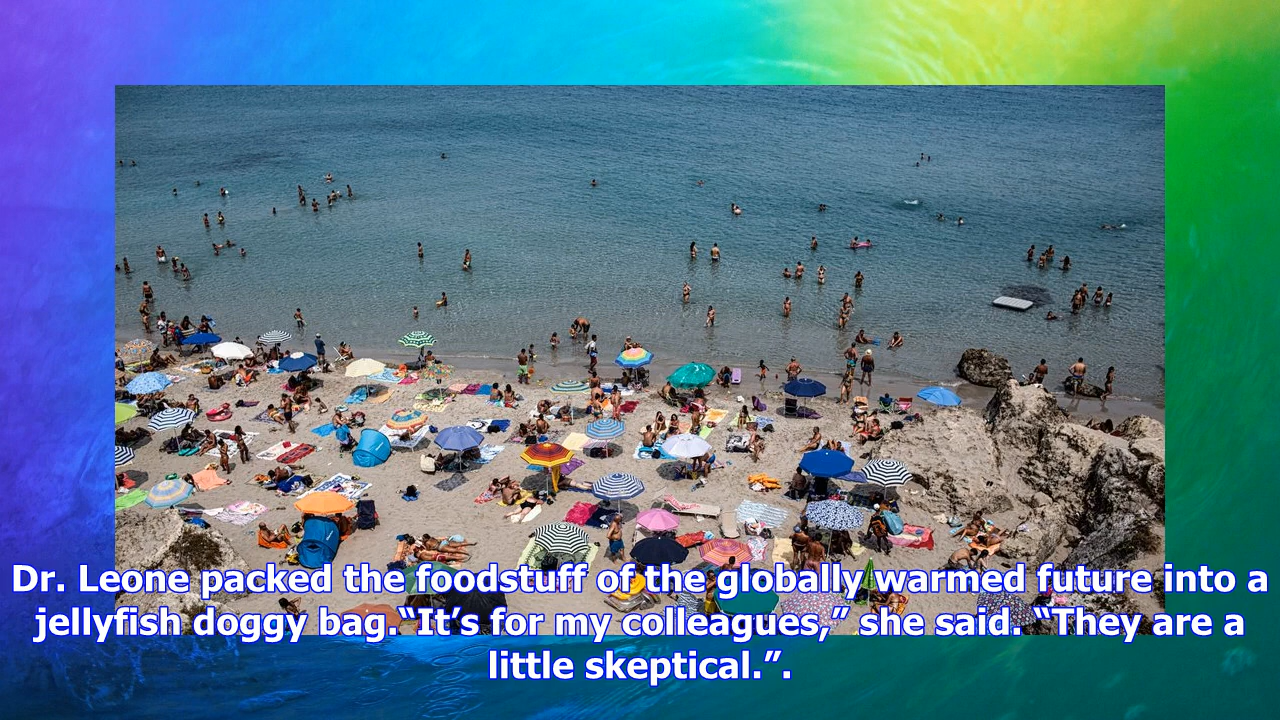 Dr. Leone packed the foodstuff of the globally warmed future into a
jellyfish doggy bag. “It’s for my colleagues,” she said. “They are a
little skeptical.”.